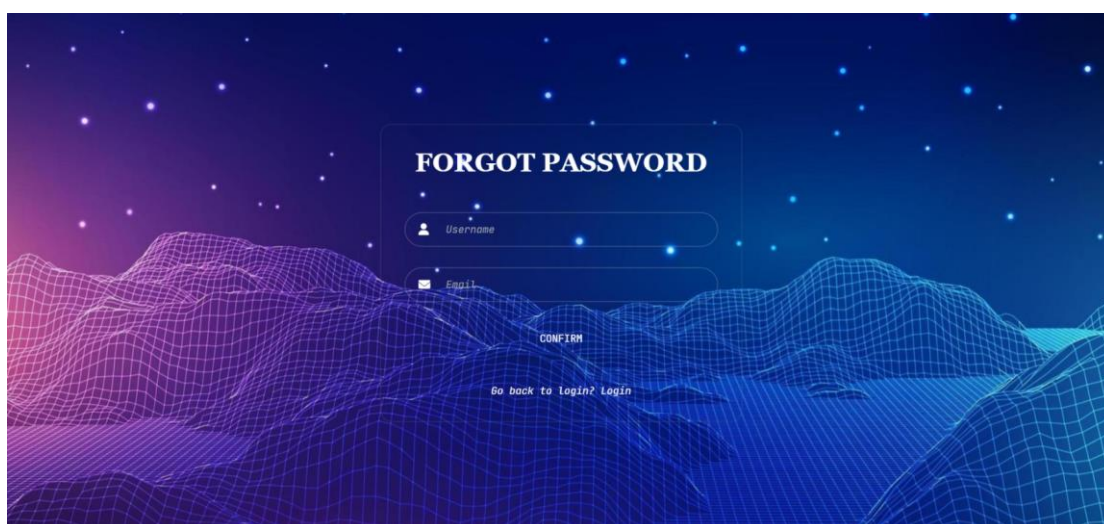 FORGOT PASSWORD
Username
Email
CONFIRM
Go back to login? Login